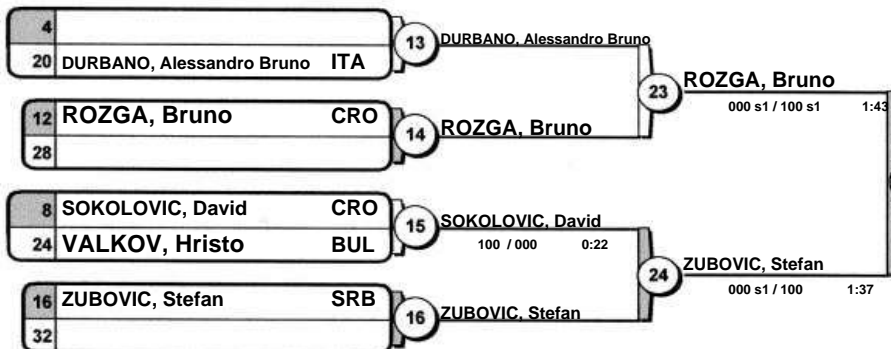 4
20 DURBANO, Alessandro Bruno ITA
13 DURBANO, Alessandro Bruno
12 ROZGA, Bruno CRO
28
14 ROZGA, Bruno
23 ROZGA, Bruno
000 s1 / 100 s1 1:43
8 SOKOLOVIC, David CRO
24 VALKOV, Hristo BUL
15 SOKOLOVIC, David
100 / 000 0:22
16 ZUBOVIC, Stefan SRB
32
16 ZUBOVIC, Stefan
24 ZUBOVIC, Stefan
000 s1 / 100 1:37